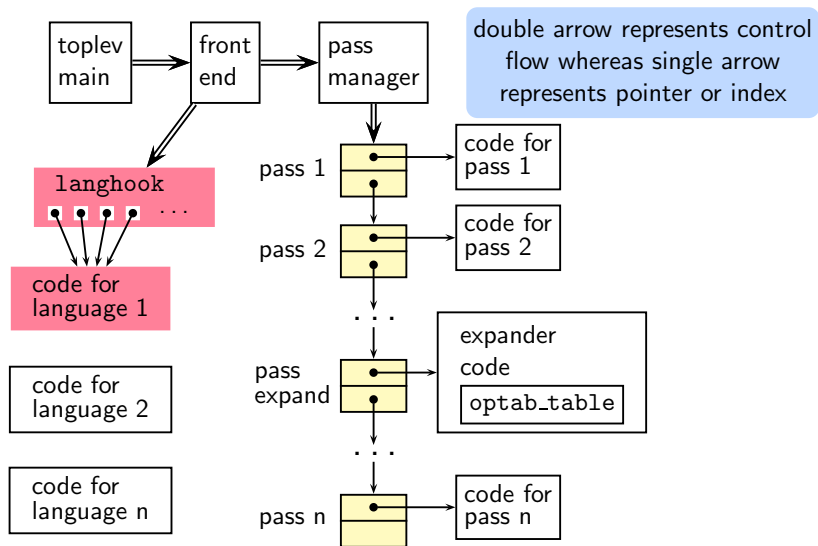 toplev
main
front
end
pass
manager
double arrow represents control
flow whereas single arrow
represents pointer or index
langhook
. . .
code for
language 1
code for
language 2
code for
language n
pass 1
code for
pass 1
pass 2
code for
pass 2
. . .
pass
expand
expander
code
optab_table
. . .
pass n
code for
pass n